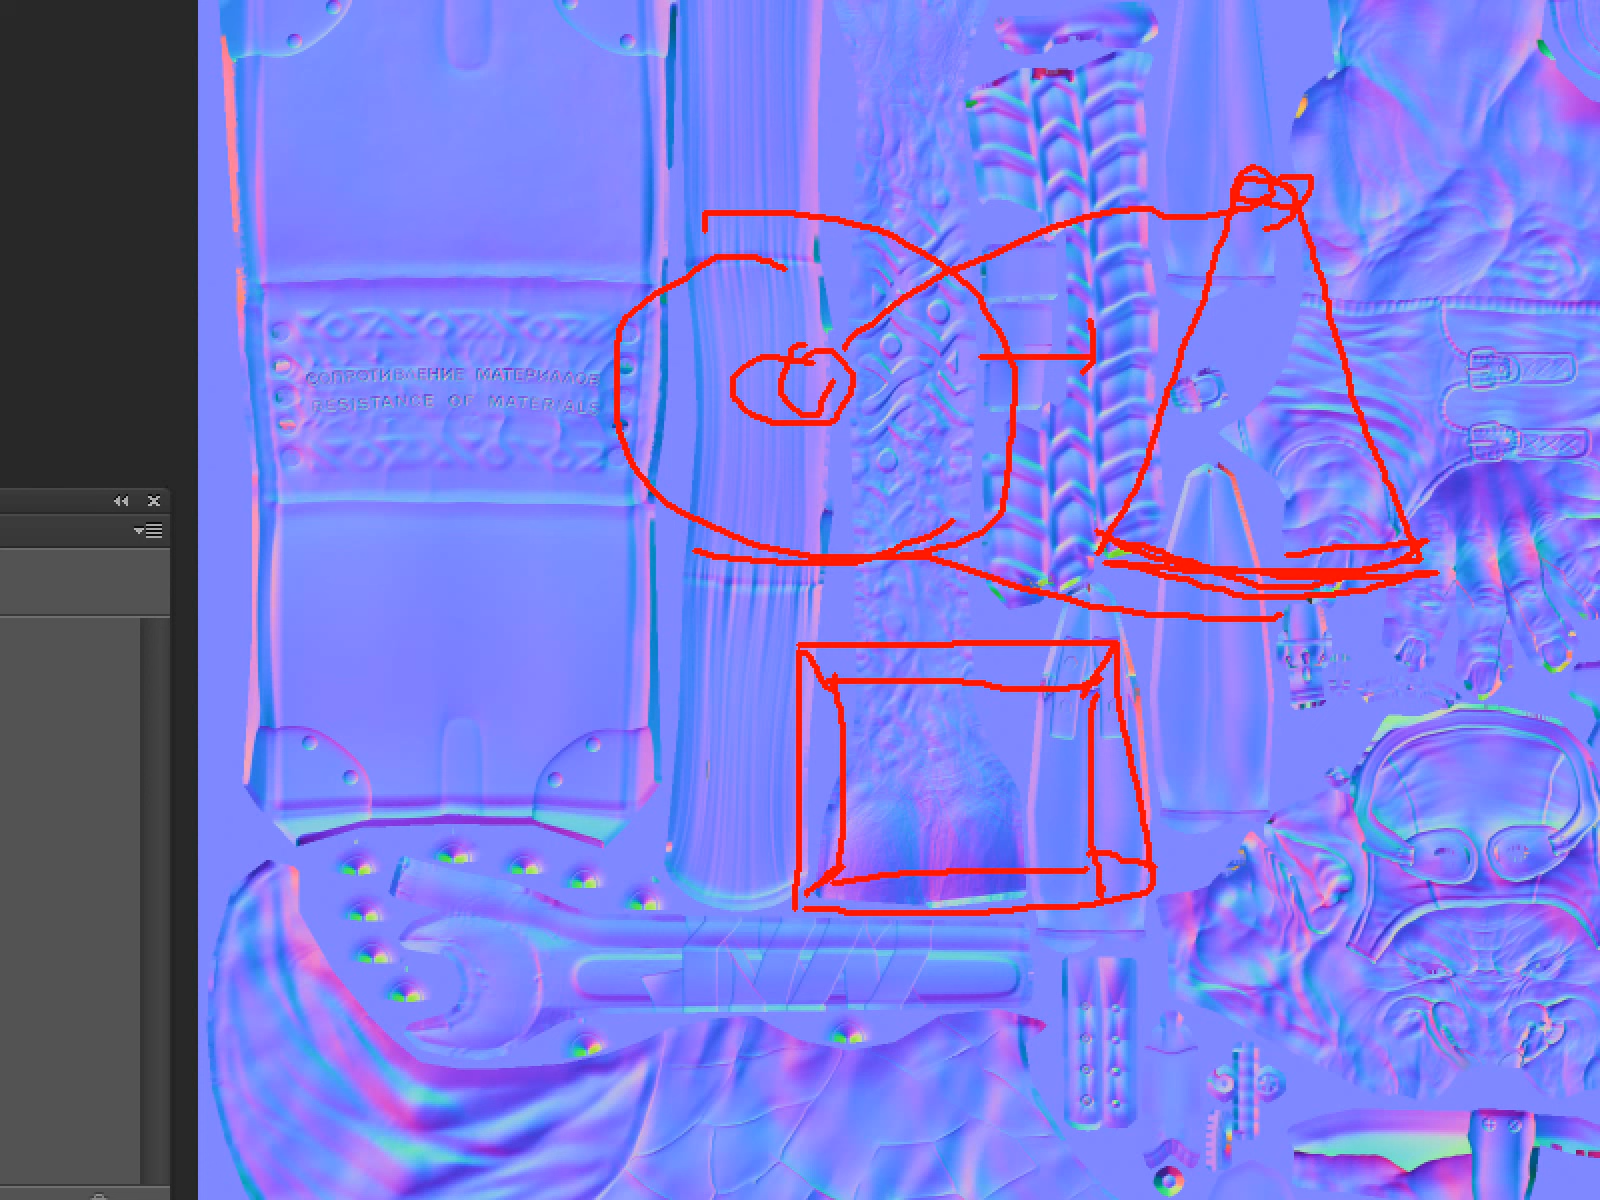 СОПРОТИВЛЕНИЕ МАТЕРИАЛОВ
RESISTANCE OF MATERIALS